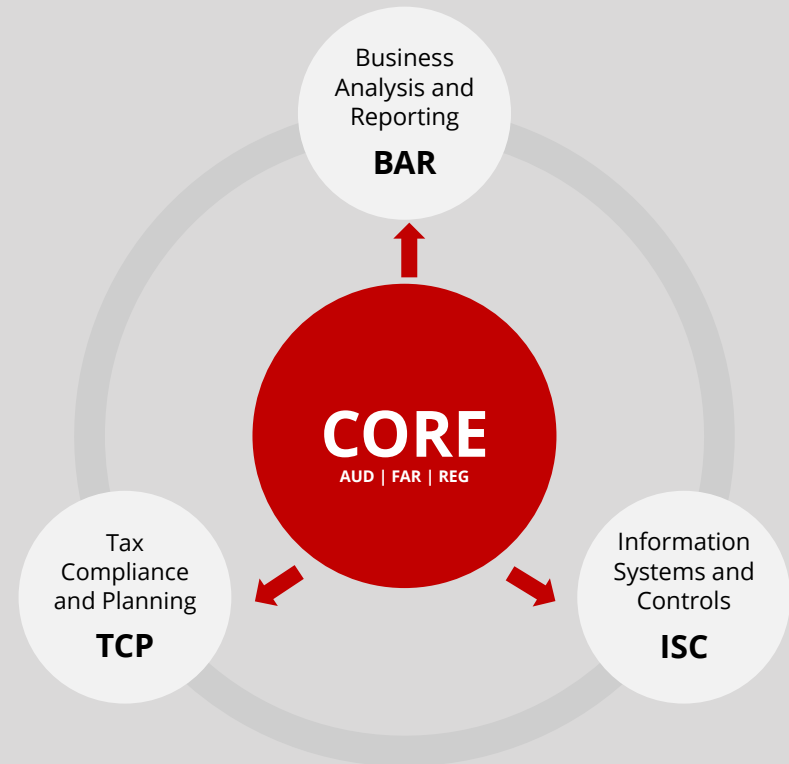 Business
Analysis and
Reporting
BAR
CORE
AUD | FAR | REG
Tax
Compliance
and Planning
TCP
Information
Systems and
Controls
ISC